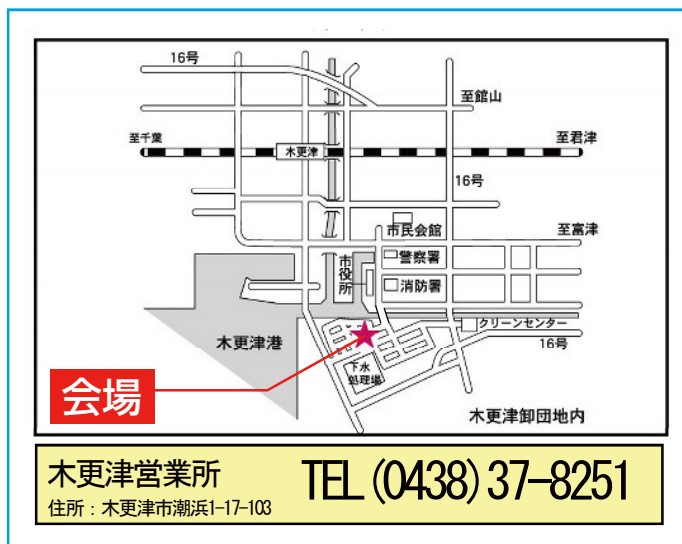 16号
至館山
至千葉
木更津
至君津
16号
市民会館
至富津
市役所
警察署
消防署
クリーンセンター
16号
木更津港
下水
処理場
会場
木更津卸団地内
木更津営業所
TEL (0438) 37-8251
住所：木更津市潮浜1-17-103